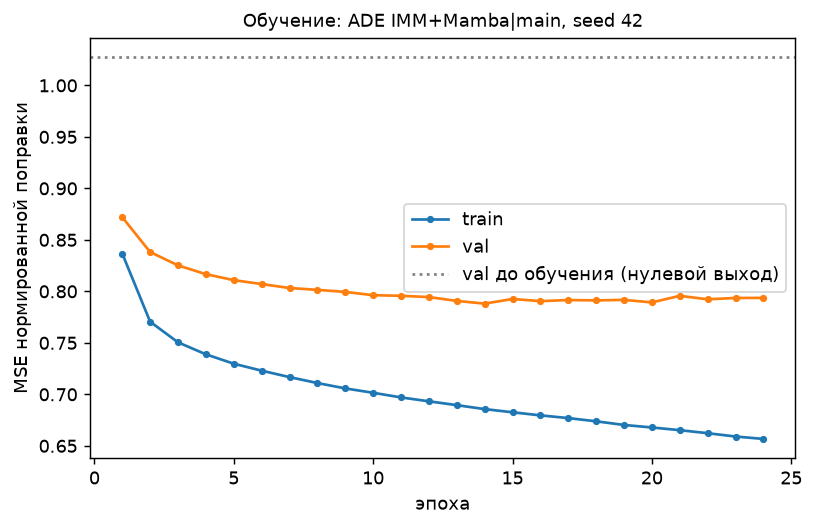 Обучение: ADE IMM+Mamba|main, seed 42
MSE нормированной поправки
1.00
0.95
0.90
0.85
0.80
0.75
0.70
0.65
train
val
val до обучения (нулевой выход)
0
5
10
15
20
25
эпоха